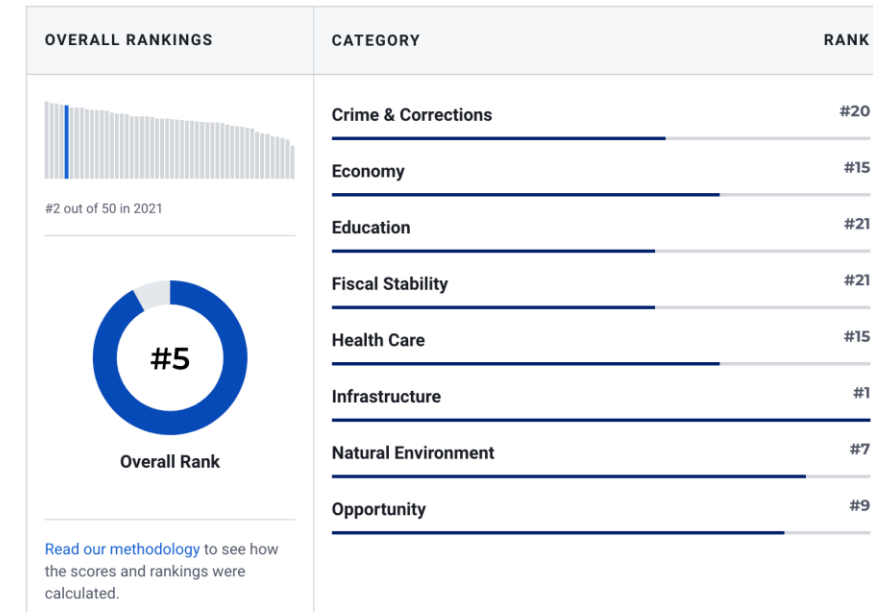 OVERALL RANKINGS
#2 out of 50 in 2021
#5
Overall Rank
Read our methodology to see how
the scores and rankings were
calculated.
CATEGORY RANK
Crime & Corrections #20
Economy #15
Education #21
Fiscal Stability #21
Health Care #15
Infrastructure #1
Natural Environment #7
Opportunity #9